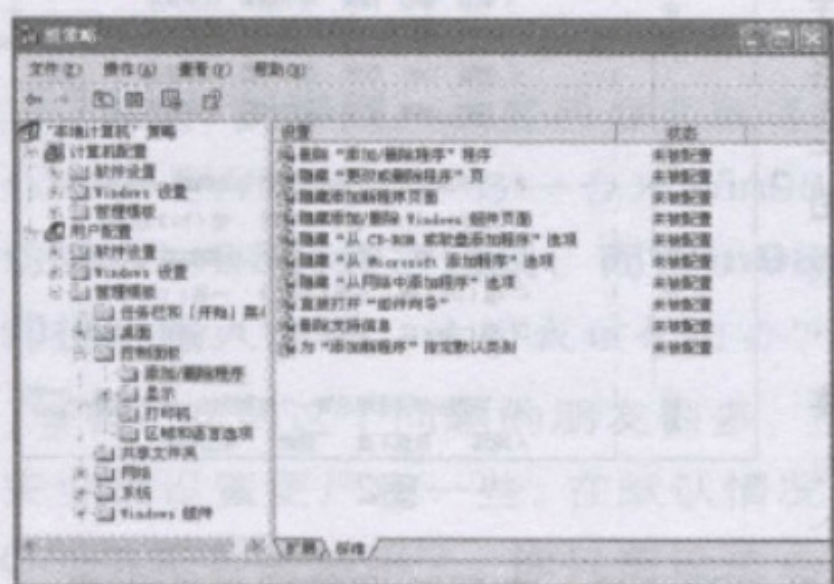 组策略
文件(F) 操作(A) 查看(V) 帮助(H)
“本地计算机”策略
计算机配置
软件设置
Windows 设置
管理模板
用户配置
软件设置
Windows 设置
管理模板
任务栏和「开始」菜
桌面
控制面板
添加/删除程序
显示
打印机
区域和语言选项
共享文件夹
网络
系统
Windows 组件
设置 状态
删除“添加/删除程序”程序 未被配置
隐藏“更改或删除程序”页 未被配置
隐藏添加新程序页面 未被配置
隐藏添加/删除 Windows 组件页面 未被配置
隐藏“从 CD-ROM 或软盘添加程序”选项 未被配置
隐藏“从 Microsoft 添加程序”选项 未被配置
隐藏“从网络中添加程序”选项 未被配置
直接打开“组件向导” 未被配置
删除支持信息 未被配置
为“添加新程序”指定默认类别 未被配置
扩展 标准